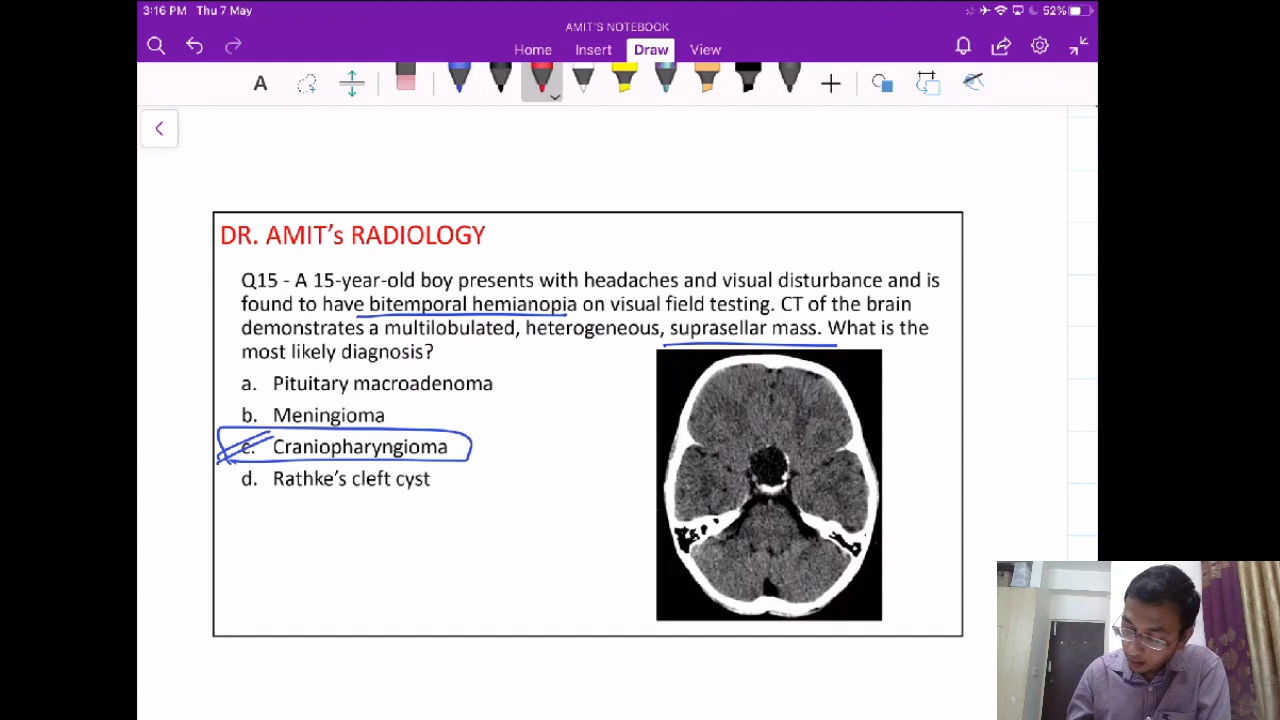 3:16 PM Thu 7 May
52%
AMIT'S NOTEBOOK
Home Insert Draw View
A
DR. AMIT's RADIOLOGY
Q15 - A 15-year-old boy presents with headaches and visual disturbance and is
found to have bitemporal hemianopia on visual field testing. CT of the brain
demonstrates a multilobulated, heterogeneous, suprasellar mass. What is the
most likely diagnosis?
a. Pituitary macroadenoma
b. Meningioma
c. Craniopharyngioma
d. Rathke's cleft cyst